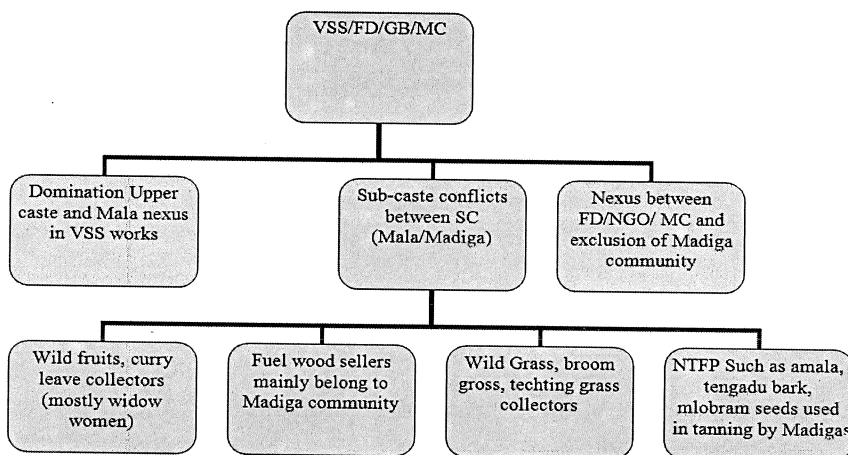 VSS/FD/GB/MC
Domination Upper
caste and Mala nexus
in VSS works
Sub-caste conflicts
between SC
(Mala/Madiga)
Nexus between
FD/NGO/ MC and
exclusion of Madiga
community
Wild fruits, curry
leave collectors
(mostly widow
women)
Fuel wood sellers
mainly belong to
Madiga community
Wild Grass, broom
gross, techting grass
collectors
NTFP Such as amala,
tengadu bark,
mlobram seeds used
in tanning by Madigas